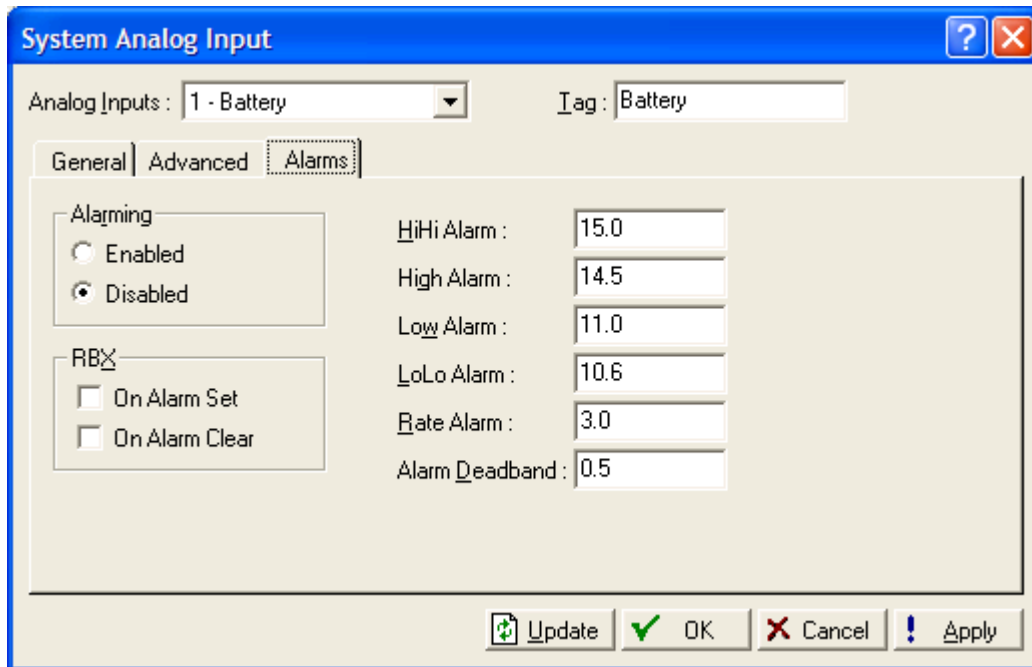 System Analog Input
?
Analog Inputs : 1 - Battery Tag : Battery
General Advanced Alarms
Alarming
Enabled
Disabled
RBX
On Alarm Set
On Alarm Clear
HiHi Alarm : 15.0
High Alarm : 14.5
Low Alarm : 11.0
LoLo Alarm : 10.6
Rate Alarm : 3.0
Alarm Deadband : 0.5
Update OK Cancel ! Apply